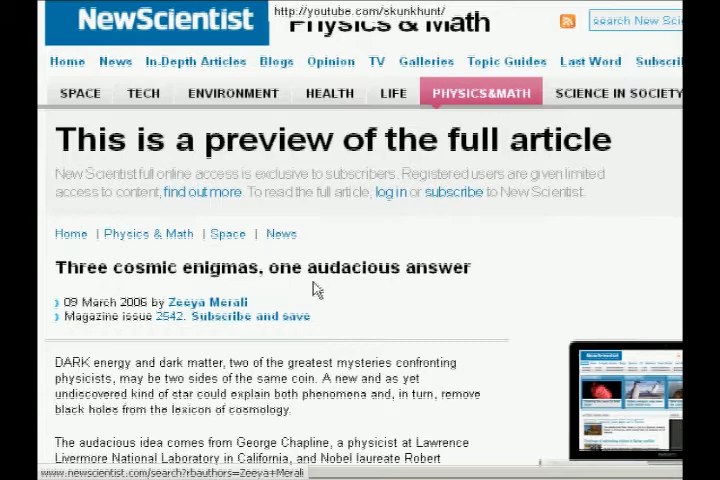 NewScientist
http://youtube.com/skunkhunt/
Physics & Math
search New Sci
Home News In-Depth Articles Blogs Opinion TV Galleries Topic Guides Last Word Subscri
SPACE TECH ENVIRONMENT HEALTH LIFE PHYSICS&MATH SCIENCE IN SOCIETY
This is a preview of the full article
New Scientist full online access is exclusive to subscribers. Registered users are given limited
access to content, find out more. To read the full article, log in or subscribe to New Scientist.
Home | Physics & Math | Space | News
Three cosmic enigmas, one audacious answer
09 March 2006 by Zeeya Merali
Magazine issue 2542. Subscribe and save
DARK energy and dark matter, two of the greatest mysteries confronting
physicists, may be two sides of the same coin. A new and as yet
undiscovered kind of star could explain both phenomena and, in turn, remove
black holes from the lexicon of cosmology.
The audacious idea comes from George Chapline, a physicist at Lawrence
Livermore National Laboratory in California, and Nobel laureate Robert
www.newscientist.com/search?rbauthors=Zeeya+Merali